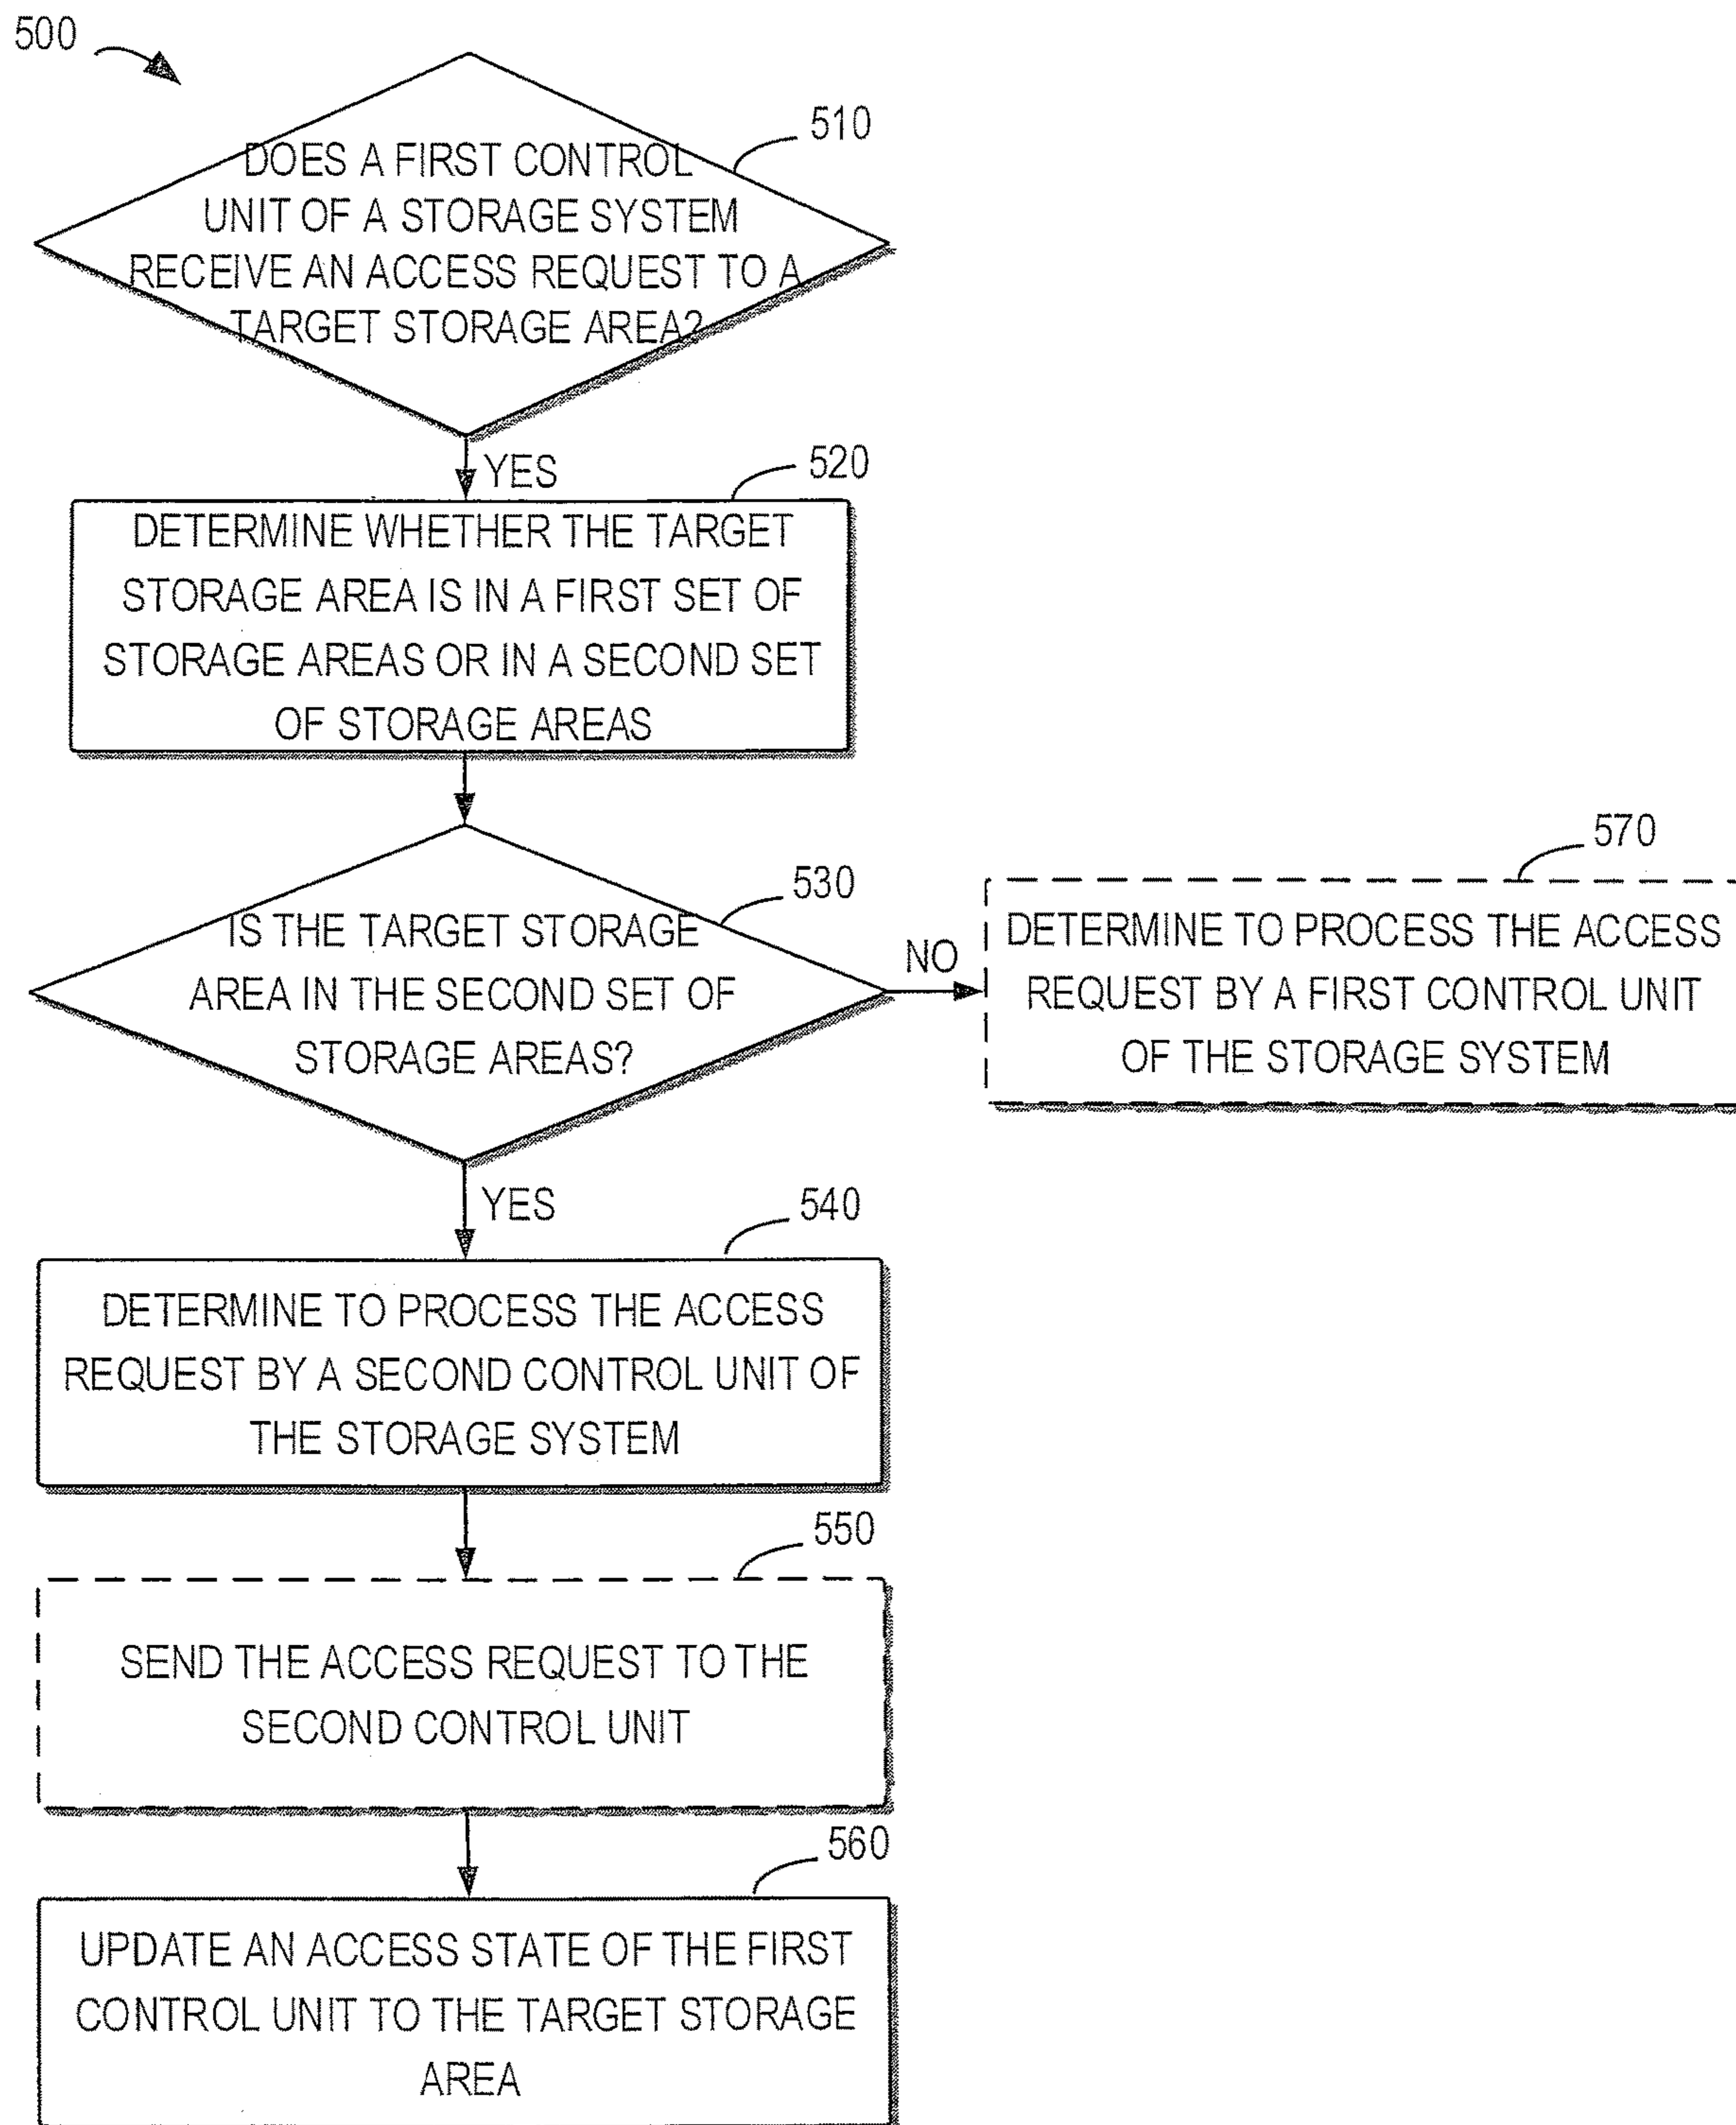 500
510
DOES A FIRST CONTROL
UNIT OF A STORAGE SYSTEM
RECEIVE AN ACCESS REQUEST TO A
TARGET STORAGE AREA?
YES
520
DETERMINE WHETHER THE TARGET
STORAGE AREA IS IN A FIRST SET OF
STORAGE AREAS OR IN A SECOND SET
OF STORAGE AREAS
530
IS THE TARGET STORAGE
AREA IN THE SECOND SET OF
STORAGE AREAS?
NO
570
DETERMINE TO PROCESS THE ACCESS
REQUEST BY A FIRST CONTROL UNIT
OF THE STORAGE SYSTEM
YES
540
DETERMINE TO PROCESS THE ACCESS
REQUEST BY A SECOND CONTROL UNIT OF
THE STORAGE SYSTEM
550
SEND THE ACCESS REQUEST TO THE
SECOND CONTROL UNIT
560
UPDATE AN ACCESS STATE OF THE FIRST
CONTROL UNIT TO THE TARGET STORAGE
AREA